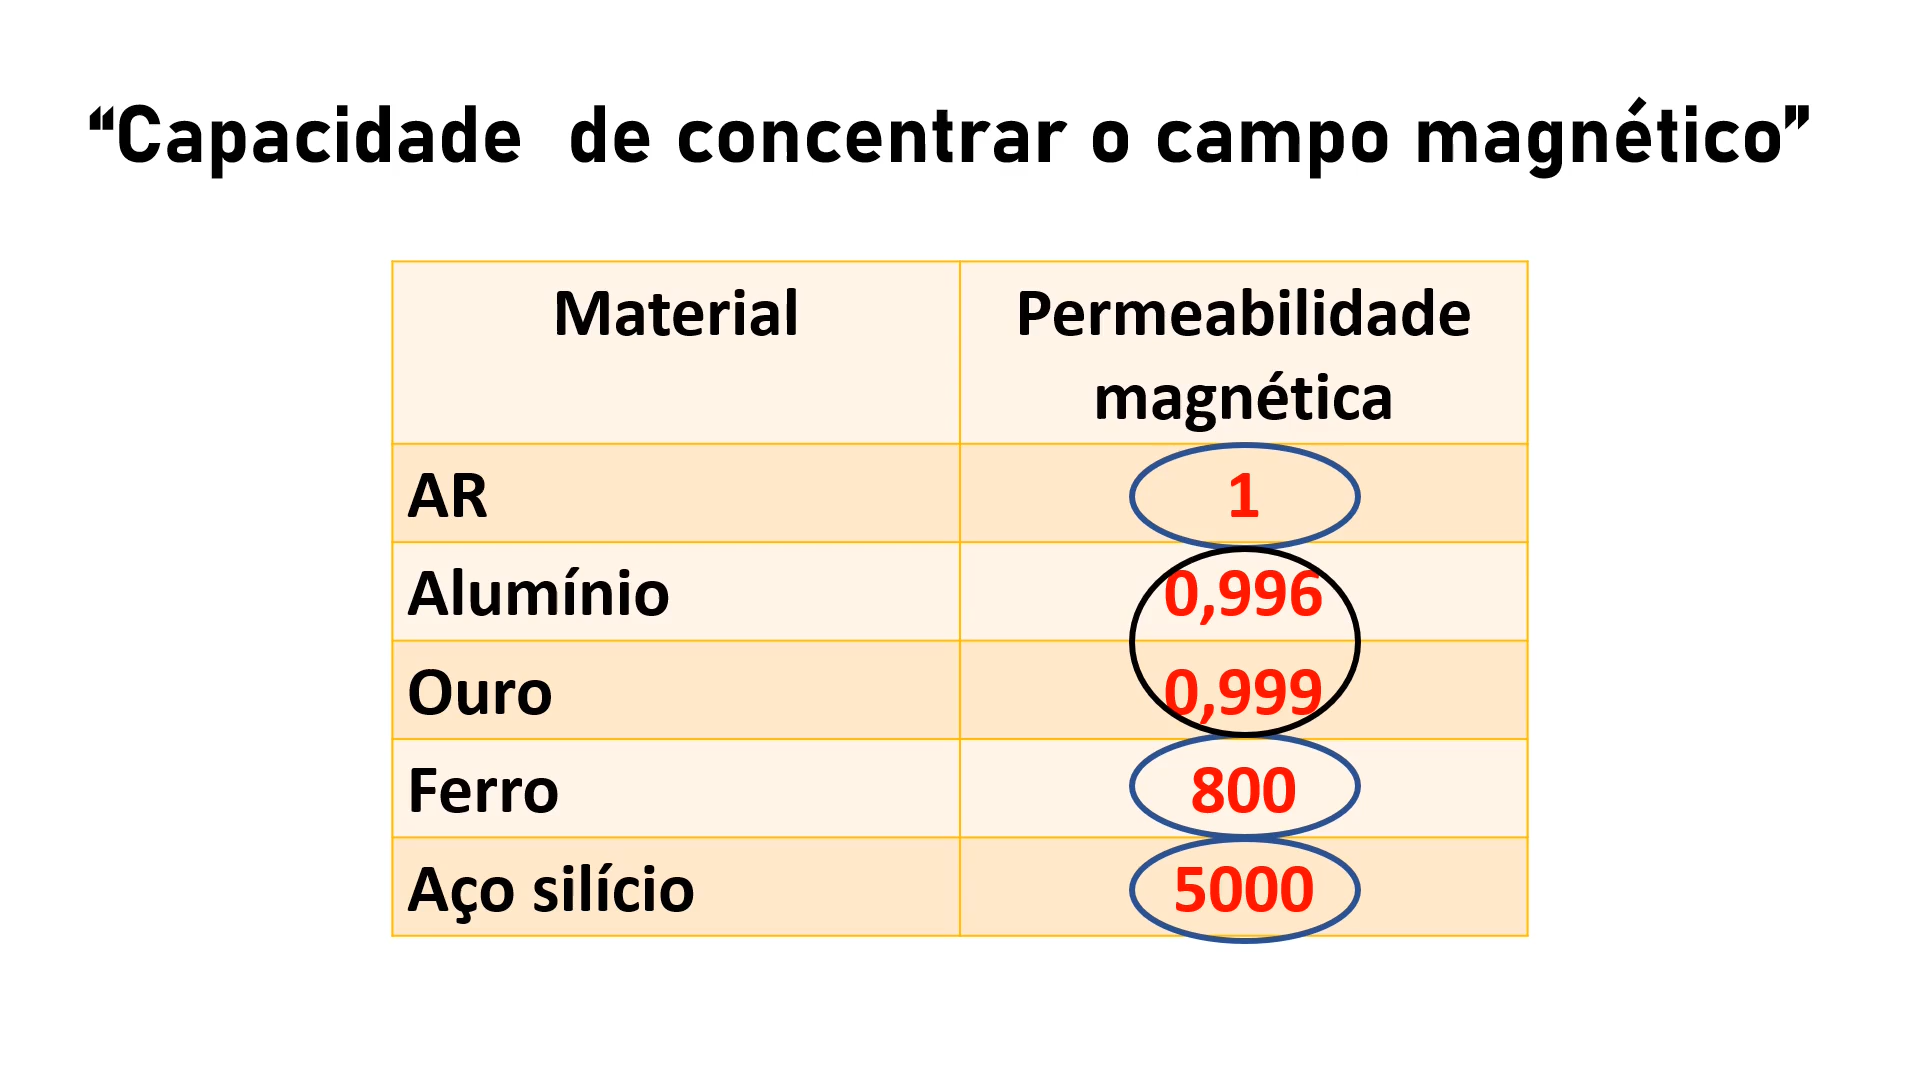 “Capacidade de concentrar o campo magnético”
Material
Permeabilidade
magnética
AR
1
Alumínio
0,996
Ouro
0,999
Ferro
800
Aço silício
5000